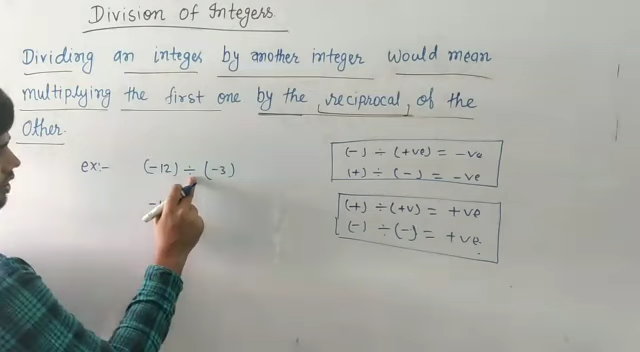 Division of Integers
Dividing an integer by another integer would mean
multiplying the first one by the reciprocal of the
Other.
ex:- (-12) ÷ (-3)
(-) ÷ (+ve) = -ve
(+) ÷ (-) = -ve
(+) ÷ (+v) = +ve
(-) ÷ (-) = +ve